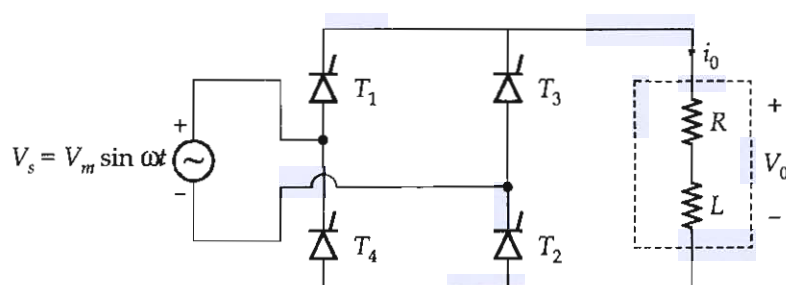 i₀
T₁
T₃
+
R
+
Vₛ = Vₘ sin ωt
V₀
−
L
−
T₄
T₂